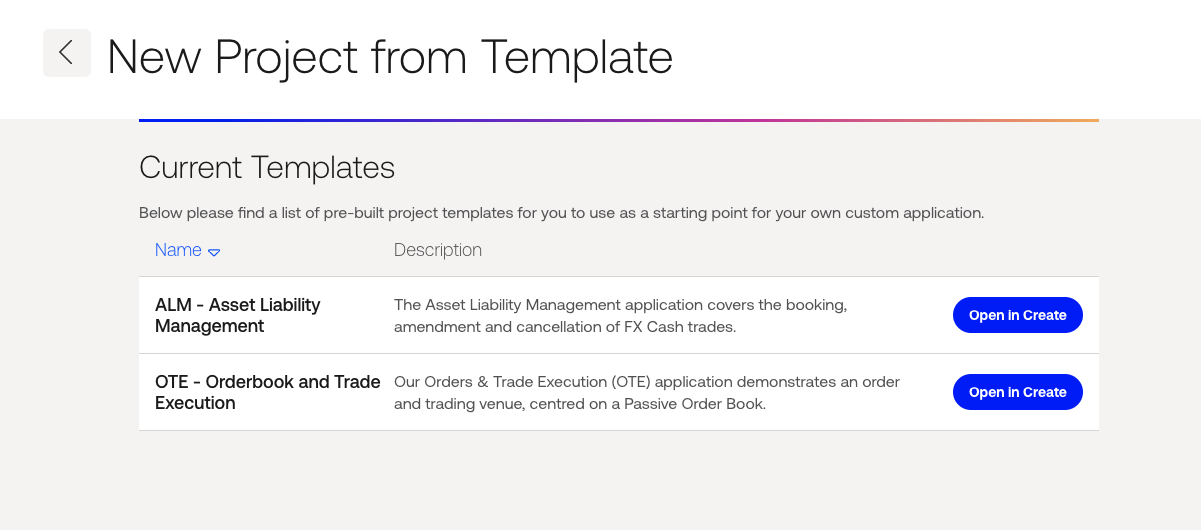 New Project from Template
Current Templates
Below please find a list of pre-built project templates for you to use as a starting point for your own custom application.
Name Description
ALM - Asset Liability
Management
The Asset Liability Management application covers the booking,
amendment and cancellation of FX Cash trades.
Open in Create
OTE - Orderbook and Trade
Execution
Our Orders & Trade Execution (OTE) application demonstrates an order
and trading venue, centred on a Passive Order Book.
Open in Create